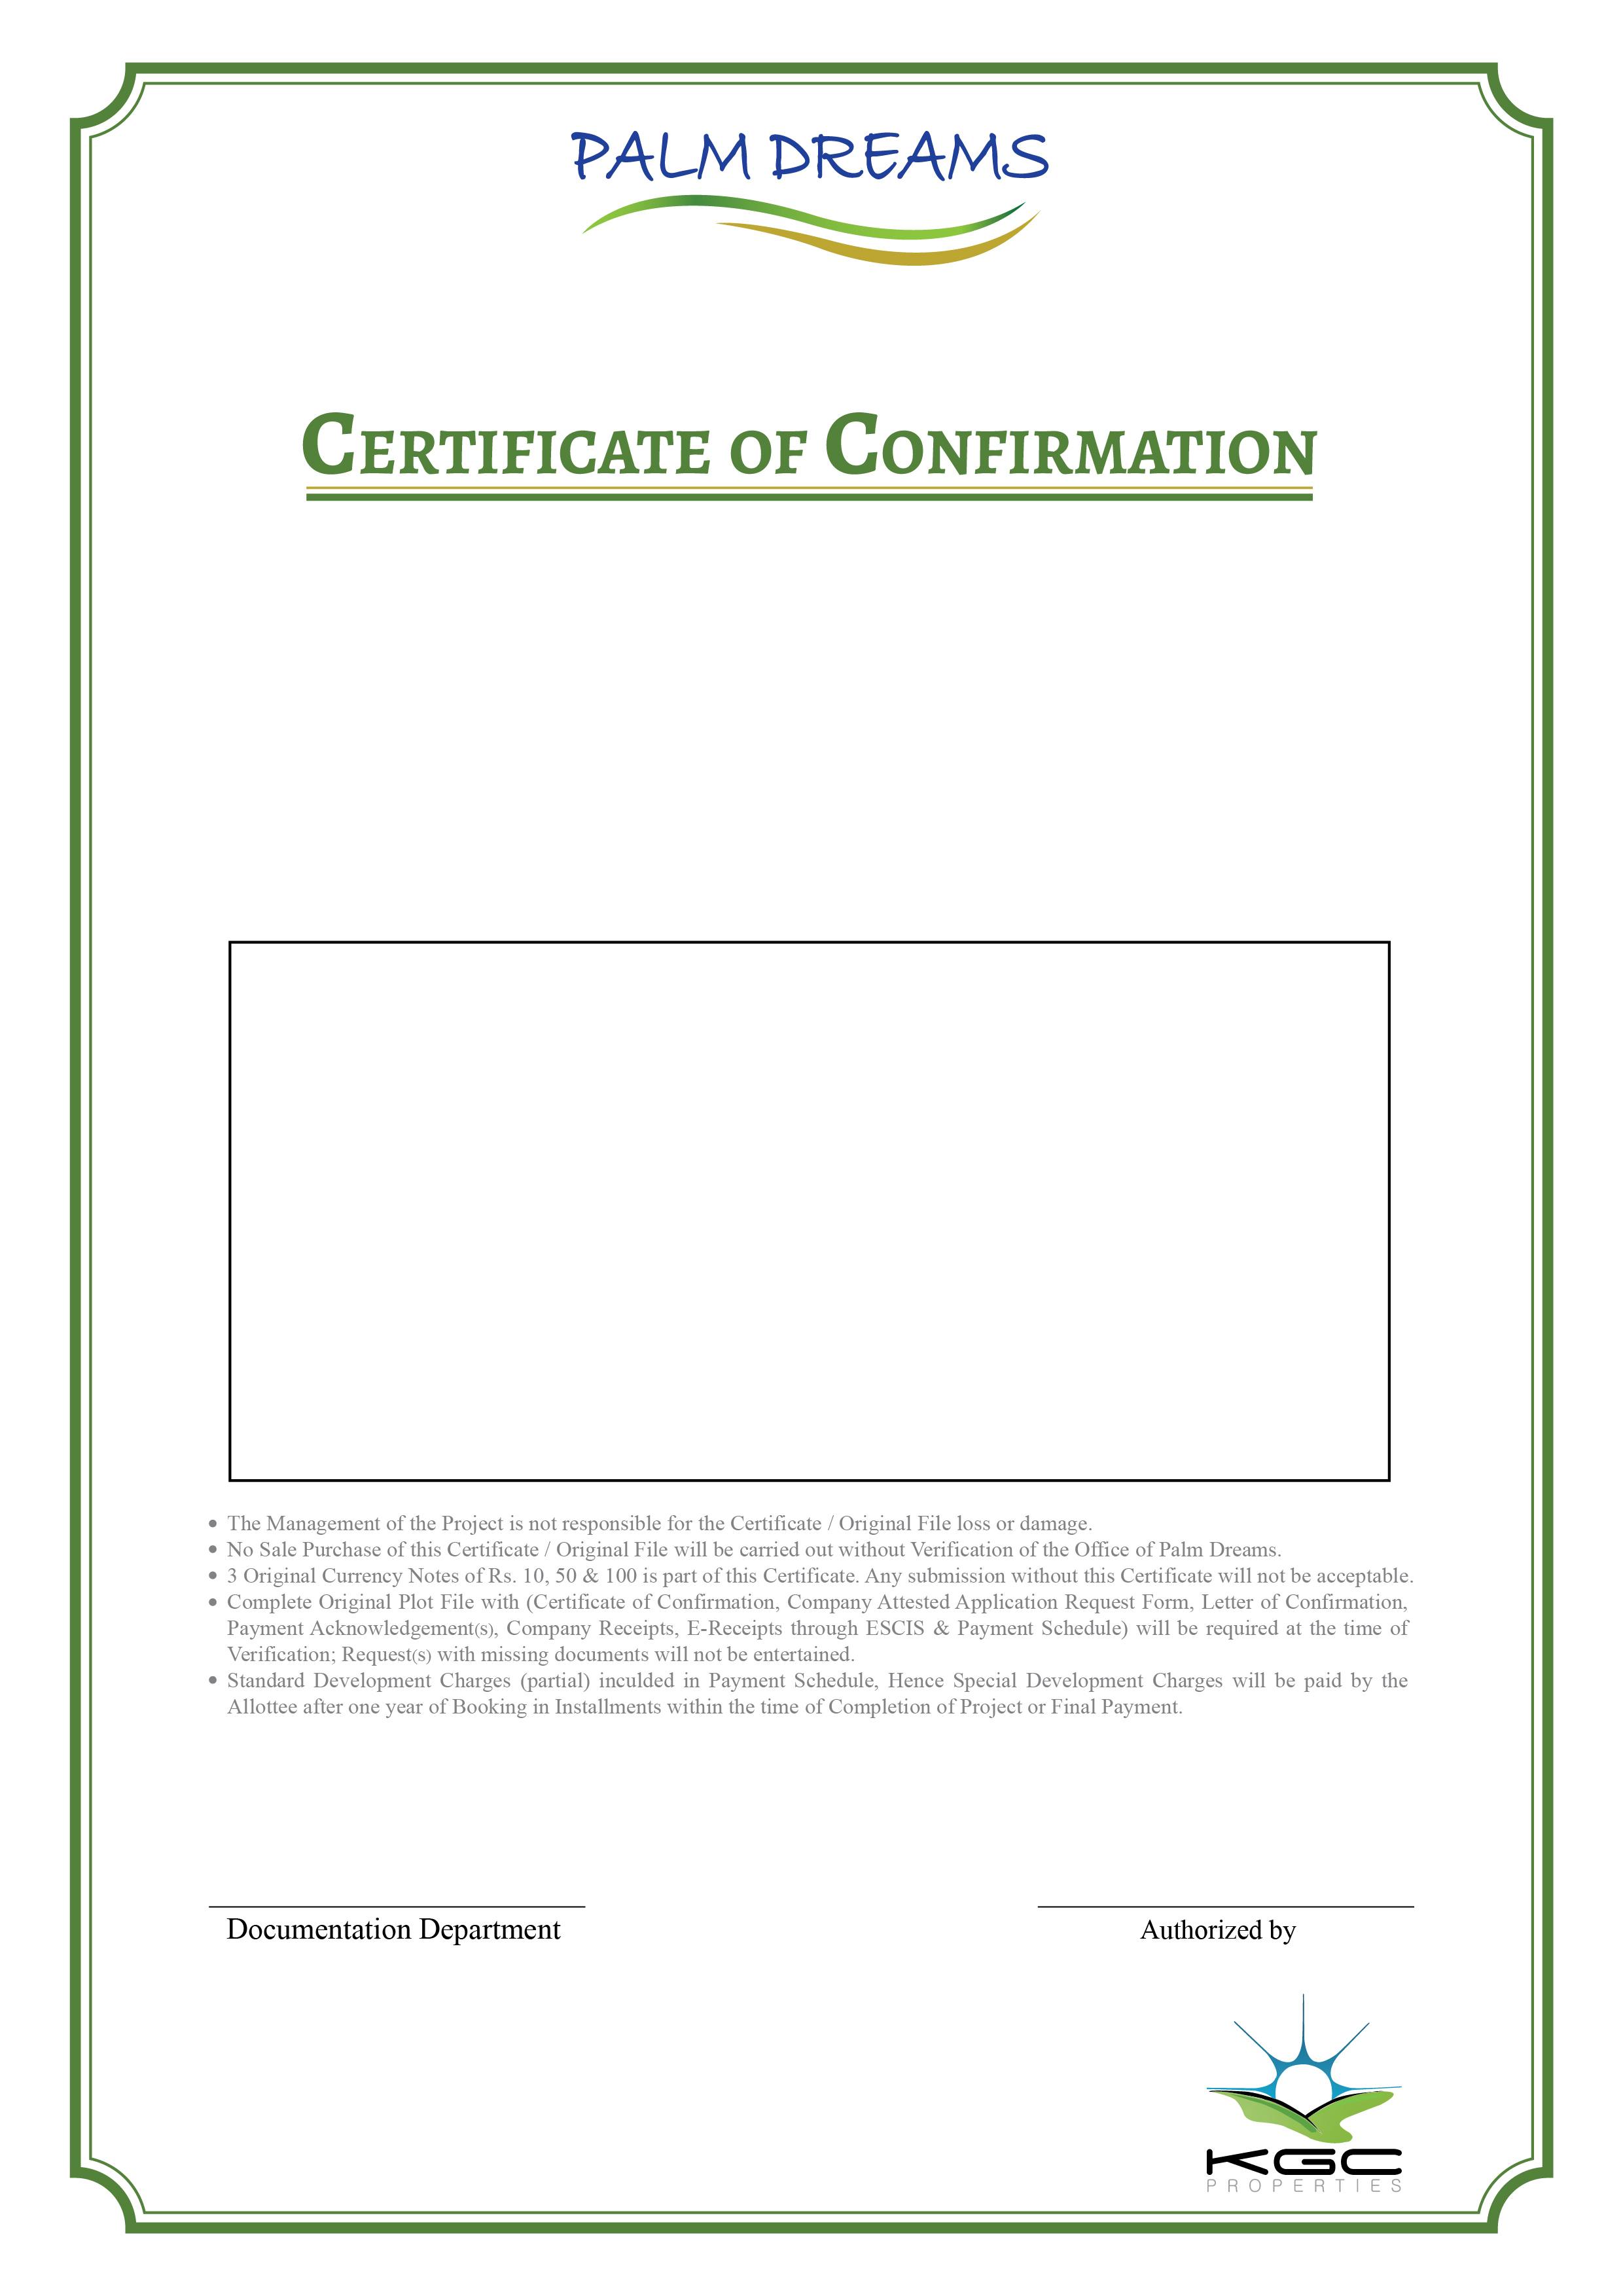 PALM DREAMS
CERTIFICATE OF CONFIRMATION
• The Management of the Project is not responsible for the Certificate / Original File loss or damage.
• No Sale Purchase of this Certificate / Original File will be carried out without Verification of the Office of Palm Dreams.
• 3 Original Currency Notes of Rs. 10, 50 & 100 is part of this Certificate. Any submission without this Certificate will not be acceptable.
• Complete Original Plot File with (Certificate of Confirmation, Company Attested Application Request Form, Letter of Confirmation,
Payment Acknowledgement(s), Company Receipts, E-Receipts through ESCIS & Payment Schedule) will be required at the time of
Verification; Request(s) with missing documents will not be entertained.
• Standard Development Charges (partial) inculded in Payment Schedule, Hence Special Development Charges will be paid by the
Allottee after one year of Booking in Installments within the time of Completion of Project or Final Payment.
Documentation Department
Authorized by
KGC
PROPERTIES